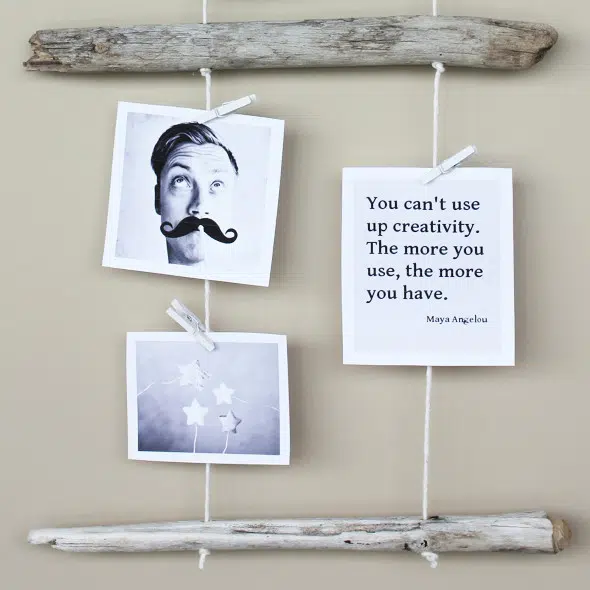 You can't use
up creativity.
The more you
use, the more
you have.
Maya Angelou